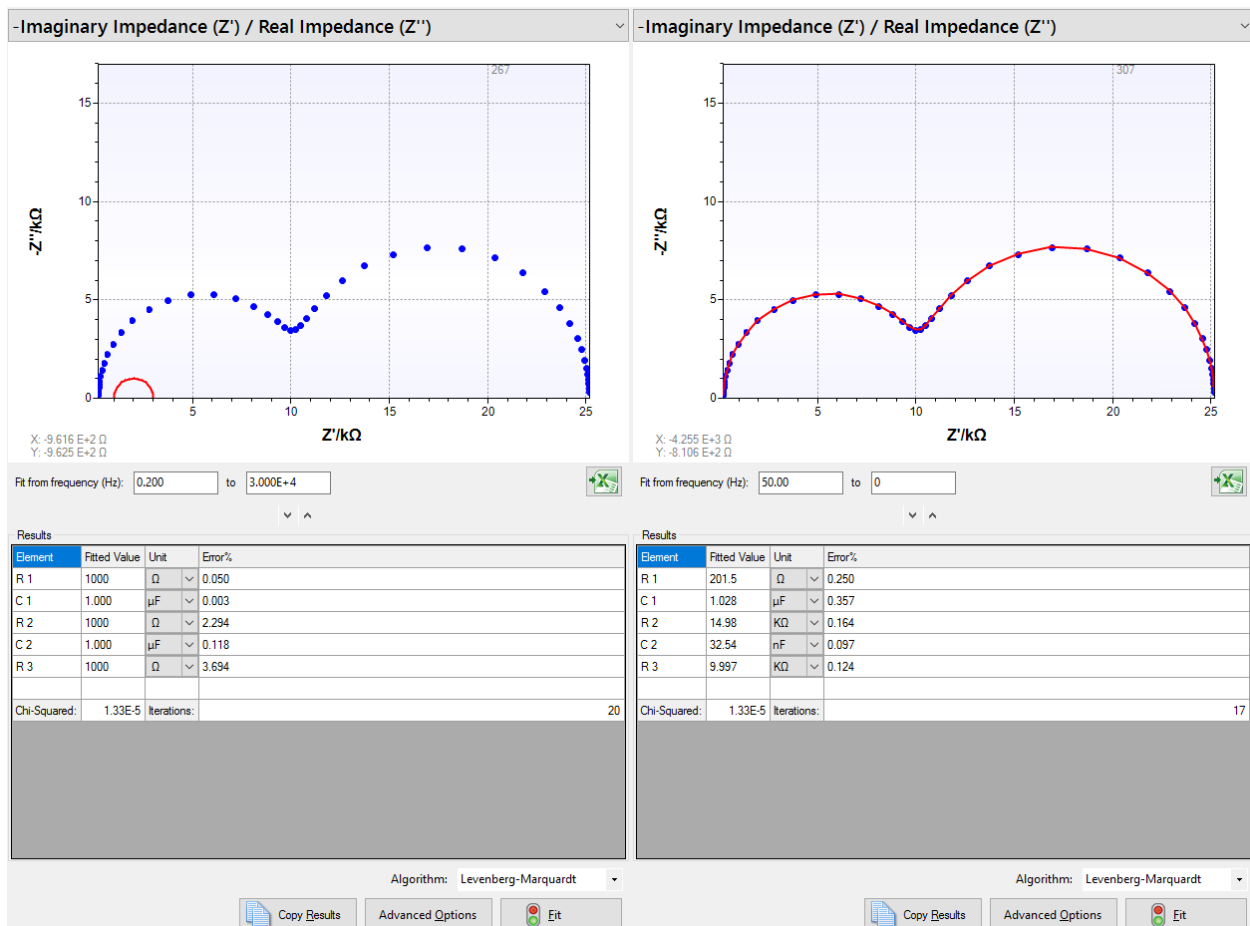 -Imaginary Impedance (Z') / Real Impedance (Z'')
267
15
10
5
0
-Z''/kΩ
5
10
15
20
25
Z'/kΩ
X: -9.616 E+2 Ω
Y: -9.625 E+2 Ω
Fit from frequency (Hz): 0.200 to 3.000E+4
Results
Element Fitted Value Unit Error%
R 1 1000 Ω 0.050
C 1 1.000 µF 0.003
R 2 1000 Ω 2.294
C 2 1.000 µF 0.118
R 3 1000 Ω 3.694
Chi-Squared: 1.33E-5 Iterations: 20
Algorithm: Levenberg-Marquardt
Copy Results Advanced Options Fit
-Imaginary Impedance (Z') / Real Impedance (Z'')
307
15
10
5
0
-Z''/kΩ
5
10
15
20
25
Z'/kΩ
X: -4.255 E+3 Ω
Y: -8.106 E+2 Ω
Fit from frequency (Hz): 50.00 to 0
Results
Element Fitted Value Unit Error%
R 1 201.5 Ω 0.250
C 1 1.028 µF 0.357
R 2 14.98 KΩ 0.164
C 2 32.54 nF 0.097
R 3 9.997 KΩ 0.124
Chi-Squared: 1.33E-5 Iterations: 17
Algorithm: Levenberg-Marquardt
Copy Results Advanced Options Fit